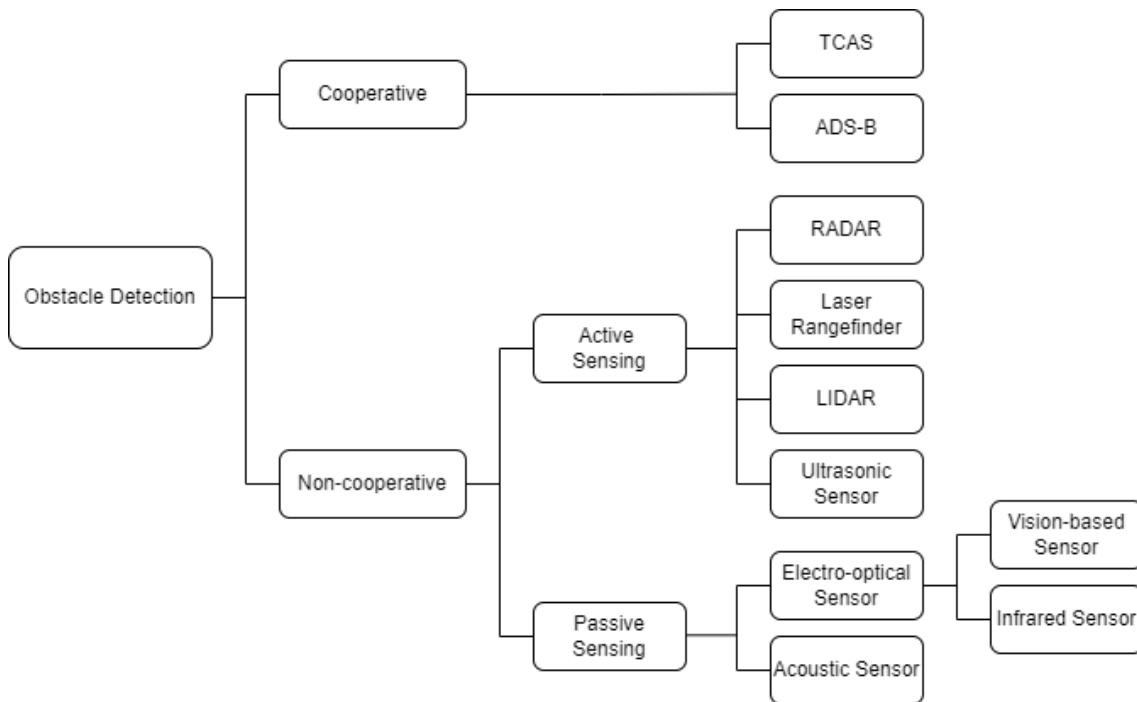 TCAS
Cooperative
ADS-B
RADAR
Obstacle Detection
Laser
Rangefinder
Active
Sensing
LIDAR
Non-cooperative
Ultrasonic
Sensor
Vision-based
Sensor
Electro-optical
Sensor
Infrared Sensor
Passive
Sensing
Acoustic Sensor